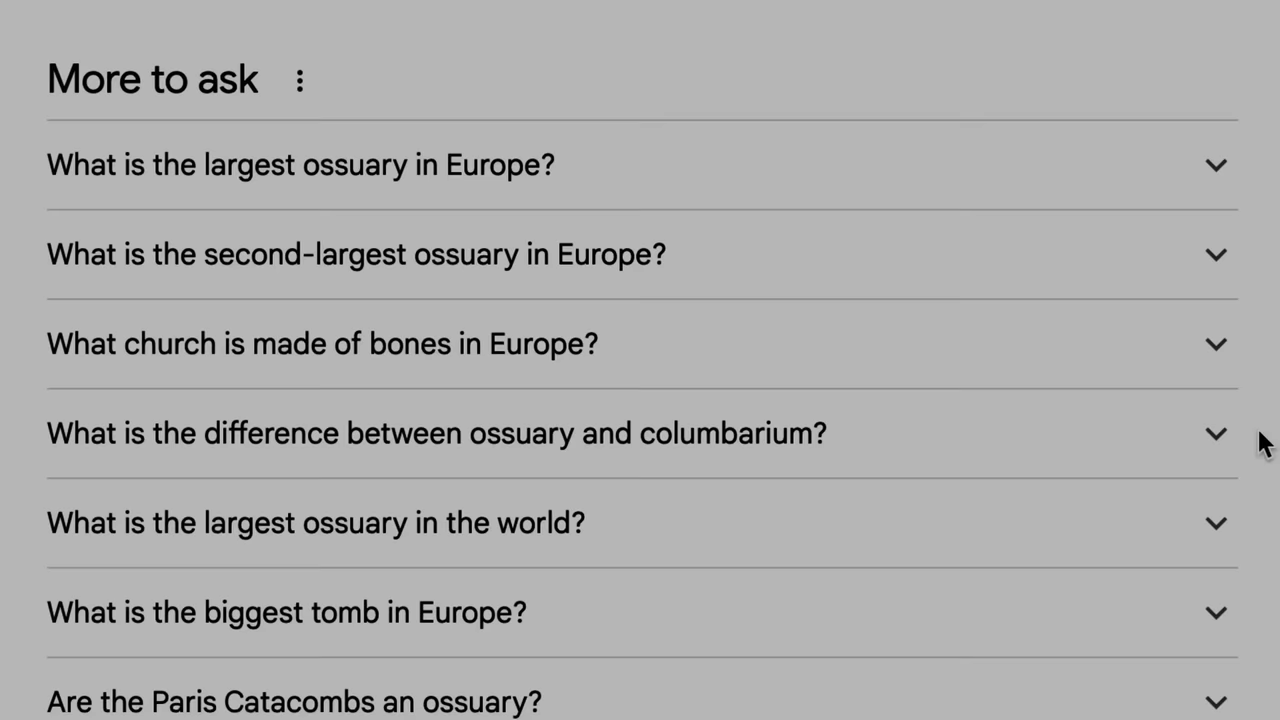 More to ask
What is the largest ossuary in Europe?
What is the second-largest ossuary in Europe?
What church is made of bones in Europe?
What is the difference between ossuary and columbarium?
What is the largest ossuary in the world?
What is the biggest tomb in Europe?
Are the Paris Catacombs an ossuary?